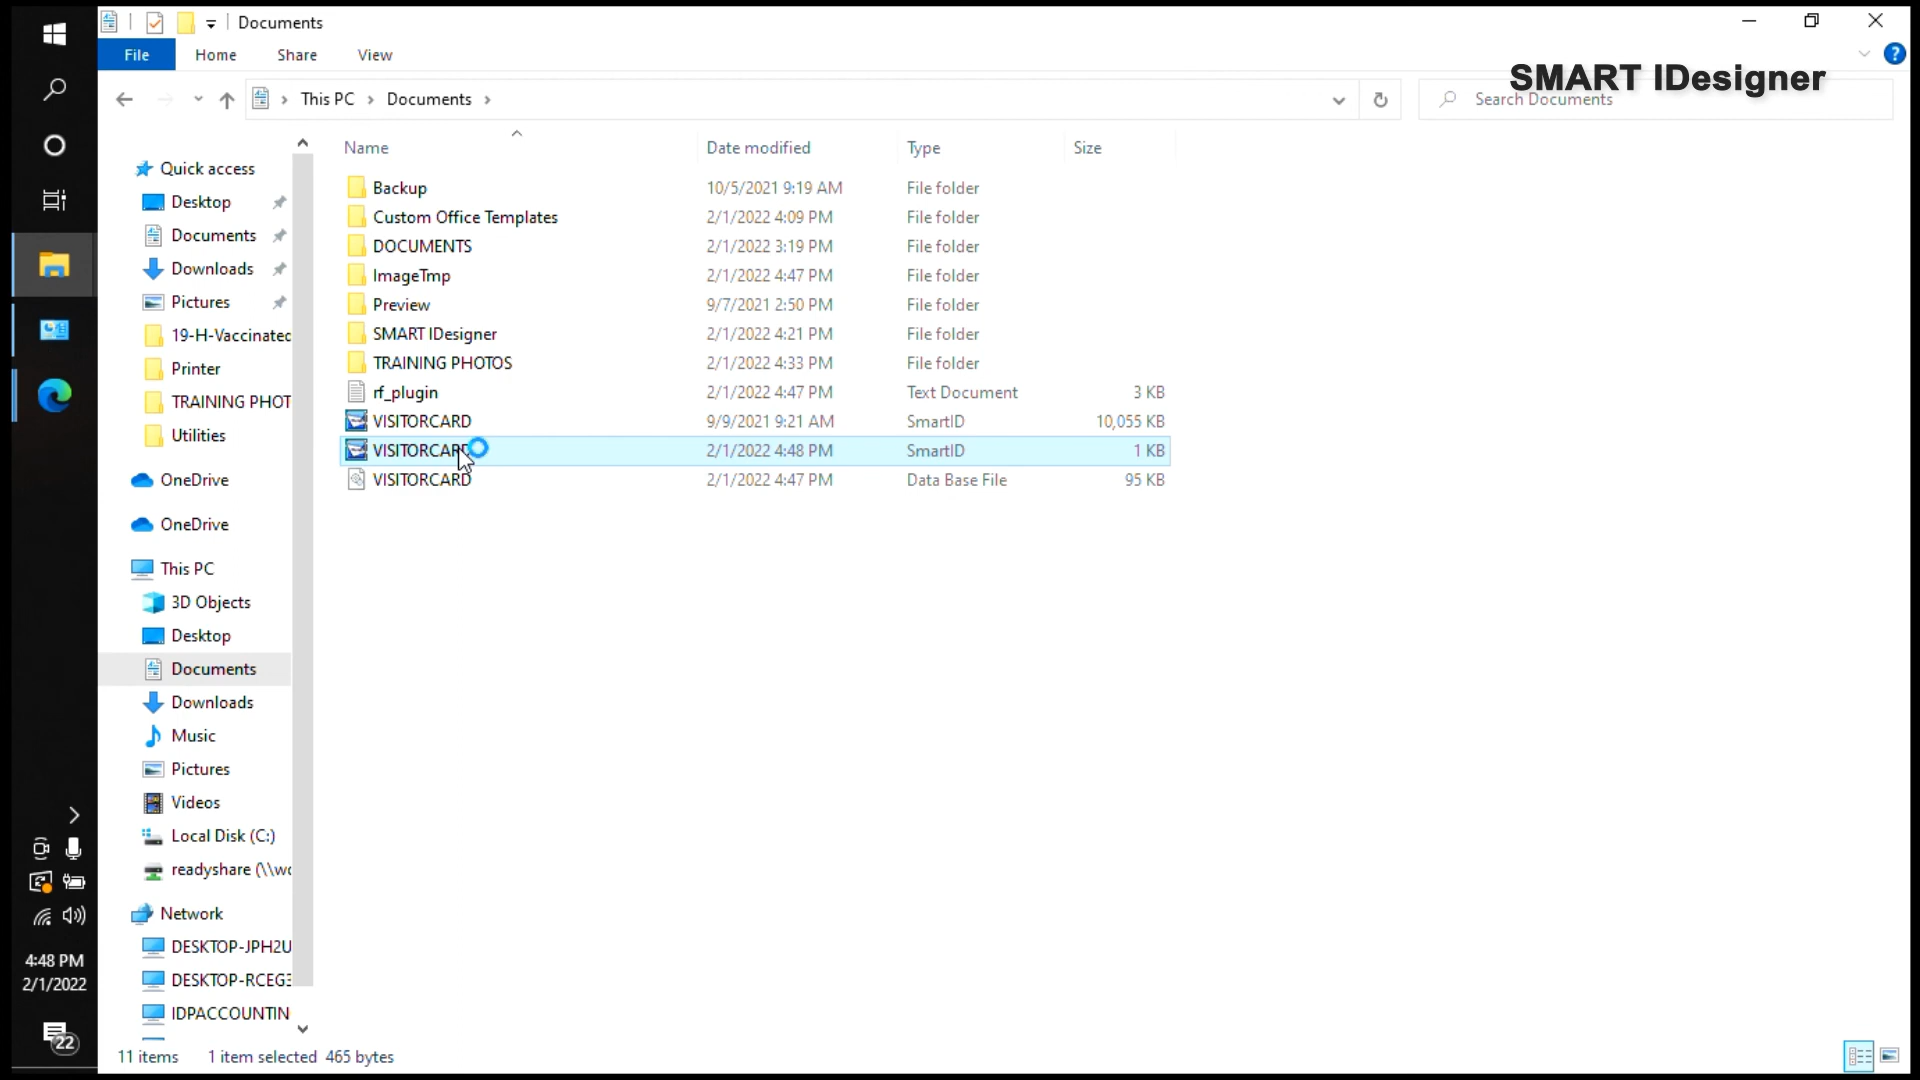 Documents
File Home Share View
SMART IDesigner
This PC Documents Search Documents
Name Date modified Type Size
Quick access
Desktop
Documents
Downloads
Pictures
19-H-Vaccinated
Printer
TRAINING PHOT
Utilities
OneDrive
OneDrive
This PC
3D Objects
Desktop
Documents
Downloads
Music
Pictures
Videos
Local Disk (C:)
readyshare (\\wo
Network
DESKTOP-JPH2U
DESKTOP-RCEG3
IDPACCOUNTIN
Backup 10/5/2021 9:19 AM File folder
Custom Office Templates 2/1/2022 4:09 PM File folder
DOCUMENTS 2/1/2022 3:19 PM File folder
ImageTmp 2/1/2022 4:47 PM File folder
Preview 9/7/2021 2:50 PM File folder
SMART IDesigner 2/1/2022 4:21 PM File folder
TRAINING PHOTOS 2/1/2022 4:33 PM File folder
rf_plugin 2/1/2022 4:47 PM Text Document 3 KB
VISITORCARD 9/9/2021 9:21 AM SmartID 10,055 KB
VISITORCARD 2/1/2022 4:48 PM SmartID 1 KB
VISITORCARD 2/1/2022 4:47 PM Data Base File 95 KB
4:48 PM
2/1/2022
22
11 items 1 item selected 465 bytes